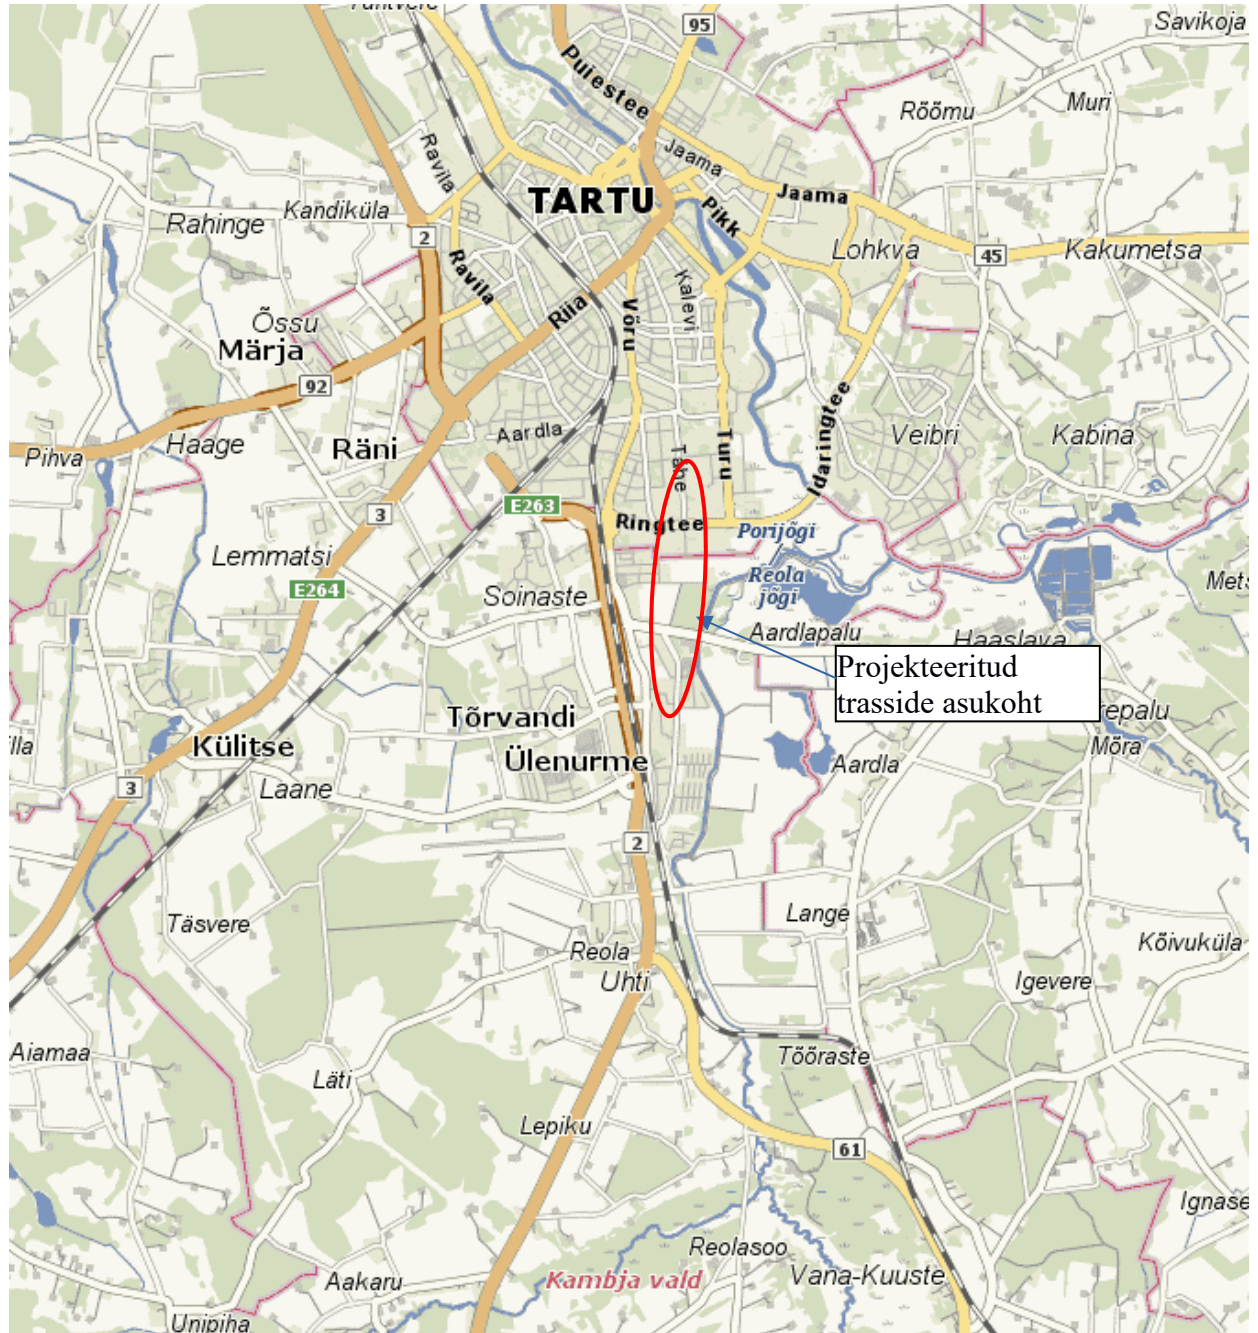 95
Savikoja
Puiestee
Rõõmu
Muri
Ravila
Jaama
TARTU
Jaama
Kandiküla
Rahinge
Pikk
2
Lohkva
45
Kakumetsa
Ravila
Kalevi
Riia
Võru
Õssu
Märja
92
Idaringtee
Aardla
Veibri
Kabina
Haage
Räni
Pihva
Tähe
Turu
E263
3
Ringtee
Porijõgi
Lemmatsi
Reola
jõgi
E264
Soinaste
Aardlapalu
Haaslava
Projekteeritud
trasside asukoht
Tõrvandi
repalu
illa
Külitse
Ülenurme
Mõra
Aardla
3
Laane
2
Täsvere
Lange
Kõivuküla
Reola
Uhti
Igevere
Aiamaa
Tõõraste
Läti
Lepiku
61
Ignase
Reolasoo
Aakaru
Kambja vald
Vana-Kuuste
Unipiha